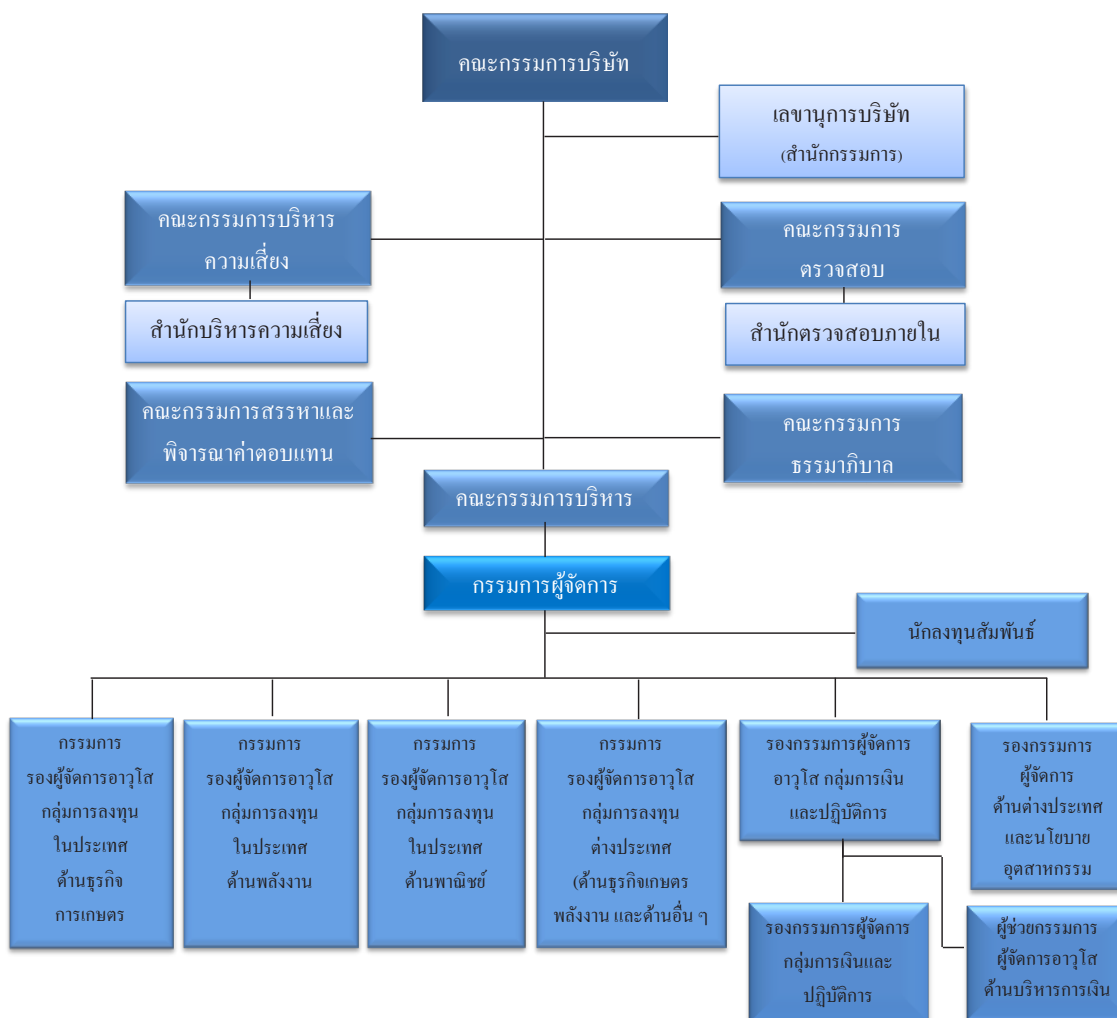 คณะกรรมการบริษัท
เลขานุการบริษัท
(สำนักกรรมการ)
คณะกรรมการบริหาร
ความเสี่ยง
คณะกรรมการ
ตรวจสอบ
สำนักบริหารความเสี่ยง
สำนักตรวจสอบภายใน
คณะกรรมการสรรหาและ
พิจารณาค่าตอบแทน
คณะกรรมการ
ธรรมาภิบาล
คณะกรรมการบริหาร
กรรมการผู้จัดการ
นักลงทุนสัมพันธ์
กรรมการ
รองผู้จัดการอาวุโส
กลุ่มการลงทุน
ในประเทศ
ด้านธุรกิจ
การเกษตร
กรรมการ
รองผู้จัดการอาวุโส
กลุ่มการลงทุน
ในประเทศ
ด้านพลังงาน
กรรมการ
รองผู้จัดการอาวุโส
กลุ่มการลงทุน
ในประเทศ
ด้านพาณิชย์
กรรมการ
รองผู้จัดการอาวุโส
กลุ่มการลงทุน
ต่างประเทศ
(ด้านธุรกิจเกษตร
พลังงาน และด้านอื่น ๆ
รองกรรมการผู้จัดการ
อาวุโส กลุ่มการเงิน
และปฏิบัติการ
รองกรรมการ
ผู้จัดการ
ด้านต่างประเทศ
และนโยบาย
อุตสาหกรรม
รองกรรมการผู้จัดการ
กลุ่มการเงินและ
ปฏิบัติการ
ผู้ช่วยกรรมการ
ผู้จัดการอาวุโส
ด้านบริหารการเงิน